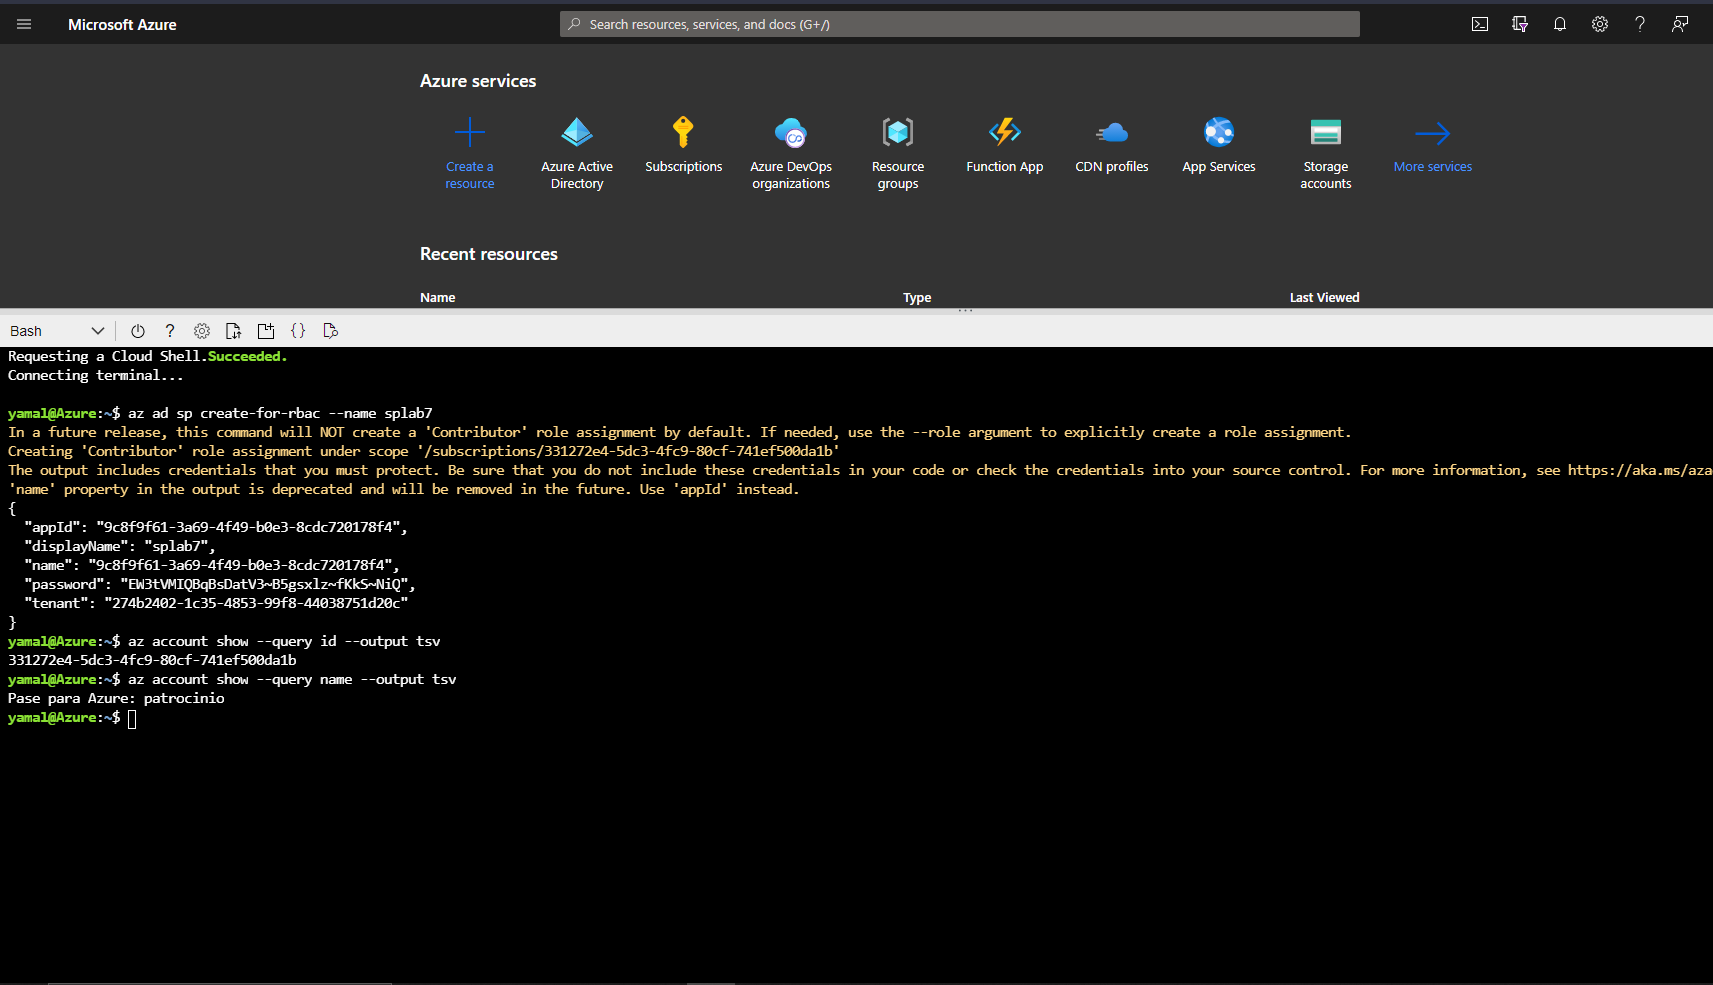 Microsoft Azure
Search resources, services, and docs (G+/)
Azure services
Create a resource
Azure Active Directory
Subscriptions
Azure DevOps organizations
Resource groups
Function App
CDN profiles
App Services
Storage accounts
More services
Recent resources
Name Type Last Viewed
Bash
Requesting a Cloud Shell.Succeeded.
Connecting terminal...
yamal@Azure:~$ az ad sp create-for-rbac --name splab7
In a future release, this command will NOT create a 'Contributor' role assignment by default. If needed, use the --role argument to explicitly create a role assignment.
Creating 'Contributor' role assignment under scope '/subscriptions/331272e4-5dc3-4fc9-80cf-741ef500da1b'
The output includes credentials that you must protect. Be sure that you do not include these credentials in your code or check the credentials into your source control. For more information, see https://aka.ms/aza
'name' property in the output is deprecated and will be removed in the future. Use 'appId' instead.
{
"appId": "9c8f9f61-3a69-4f49-b0e3-8cdc720178f4",
"displayName": "splab7",
"name": "9c8f9f61-3a69-4f49-b0e3-8cdc720178f4",
"password": "EW3tVMIQBqBsDatV3~B5gsxlz~fKkS~NiQ",
"tenant": "274b2402-1c35-4853-99f8-44038751d20c"
}
yamal@Azure:~$ az account show --query id --output tsv
331272e4-5dc3-4fc9-80cf-741ef500da1b
yamal@Azure:~$ az account show --query name --output tsv
Pase para Azure: patrocinio
yamal@Azure:~$